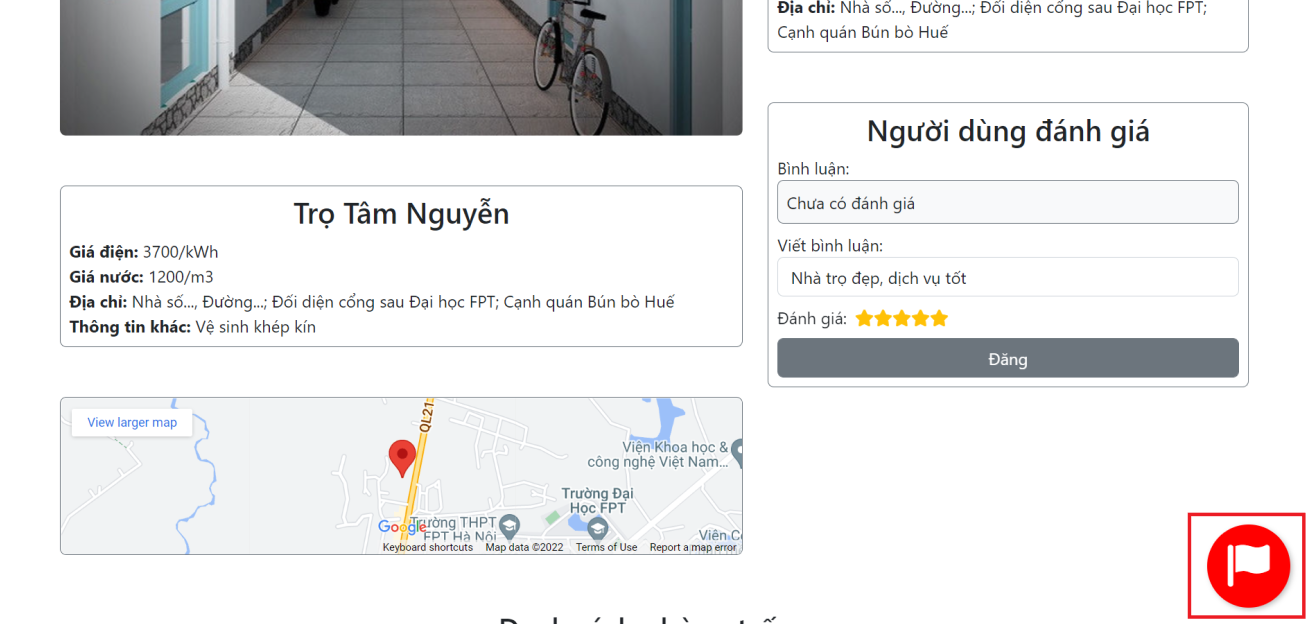 Địa chỉ: Nhà số..., Đường...; Đối diện cổng sau Đại học FPT;
Cạnh quán Bún bò Huế
Người dùng đánh giá
Bình luận:
Chưa có đánh giá
Viết bình luận:
Nhà trọ đẹp, dịch vụ tốt
Đánh giá:
Đăng
Trọ Tâm Nguyễn
Giá điện: 3700/kWh
Giá nước: 1200/m3
Địa chỉ: Nhà số..., Đường...; Đối diện cổng sau Đại học FPT; Cạnh quán Bún bò Huế
Thông tin khác: Vệ sinh khép kín
View larger map
QL21
Viện Khoa học &
công nghệ Việt Nam...
Trường Đại
Học FPT
Google
Trường THPT
FPT Hà Nội
Keyboard shortcuts Map data ©2022 Terms of Use Report a map error